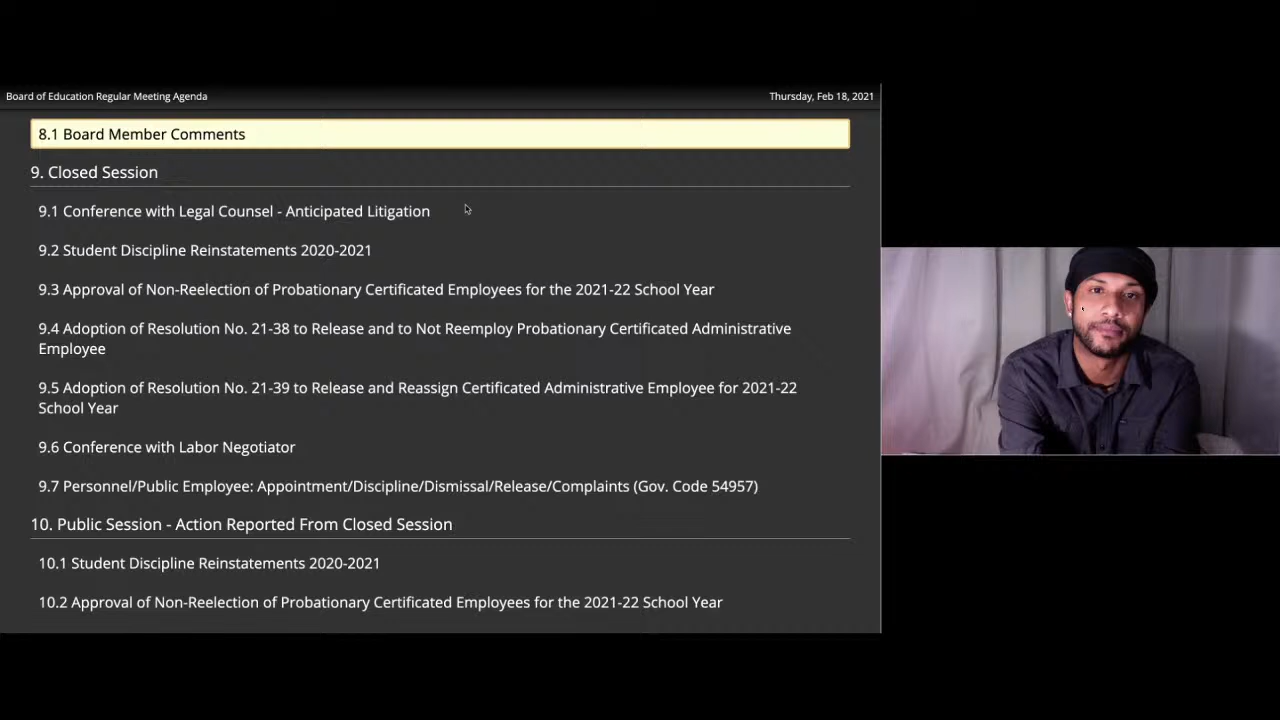 Board of Education Regular Meeting Agenda
Thursday, Feb 18, 2021
8.1 Board Member Comments
9. Closed Session
9.1 Conference with Legal Counsel - Anticipated Litigation
9.2 Student Discipline Reinstatements 2020-2021
9.3 Approval of Non-Reelection of Probationary Certificated Employees for the 2021-22 School Year
9.4 Adoption of Resolution No. 21-38 to Release and to Not Reemploy Probationary Certificated Administrative
Employee
9.5 Adoption of Resolution No. 21-39 to Release and Reassign Certificated Administrative Employee for 2021-22
School Year
9.6 Conference with Labor Negotiator
9.7 Personnel/Public Employee: Appointment/Discipline/Dismissal/Release/Complaints (Gov. Code 54957)
10. Public Session - Action Reported From Closed Session
10.1 Student Discipline Reinstatements 2020-2021
10.2 Approval of Non-Reelection of Probationary Certificated Employees for the 2021-22 School Year